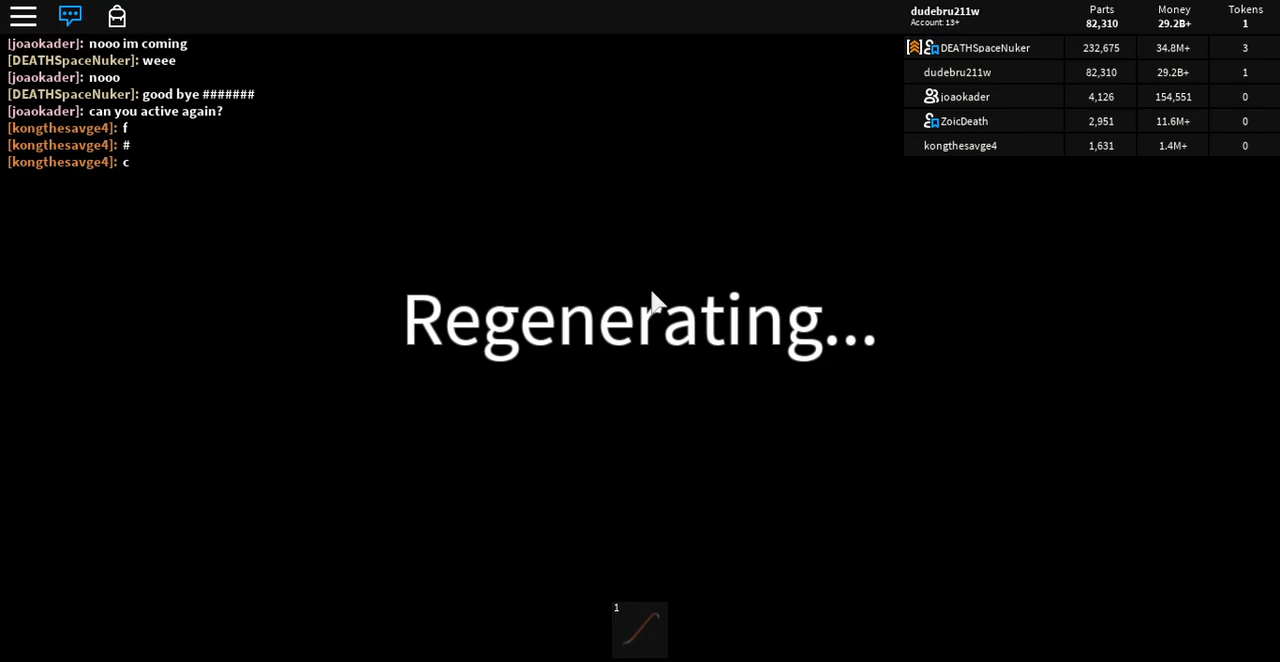 dudebru211w
Account: 13+
Parts
82,310
Money
29.2B+
Tokens
1
[joaokader]: nooo im coming
[DEATHSpaceNuker]: weee
[joaokader]: nooo
[DEATHSpaceNuker]: good bye #######
[joaokader]: can you active again?
[kongthesavge4]: f
[kongthesavge4]: #
[kongthesavge4]: c
DEATHSpaceNuker 232,675 34.8M+ 3
dudebru211w 82,310 29.2B+ 1
joaokader 4,126 154,551 0
ZoicDeath 2,951 11.6M+ 0
kongthesavge4 1,631 1.4M+ 0
Regenerating...
1